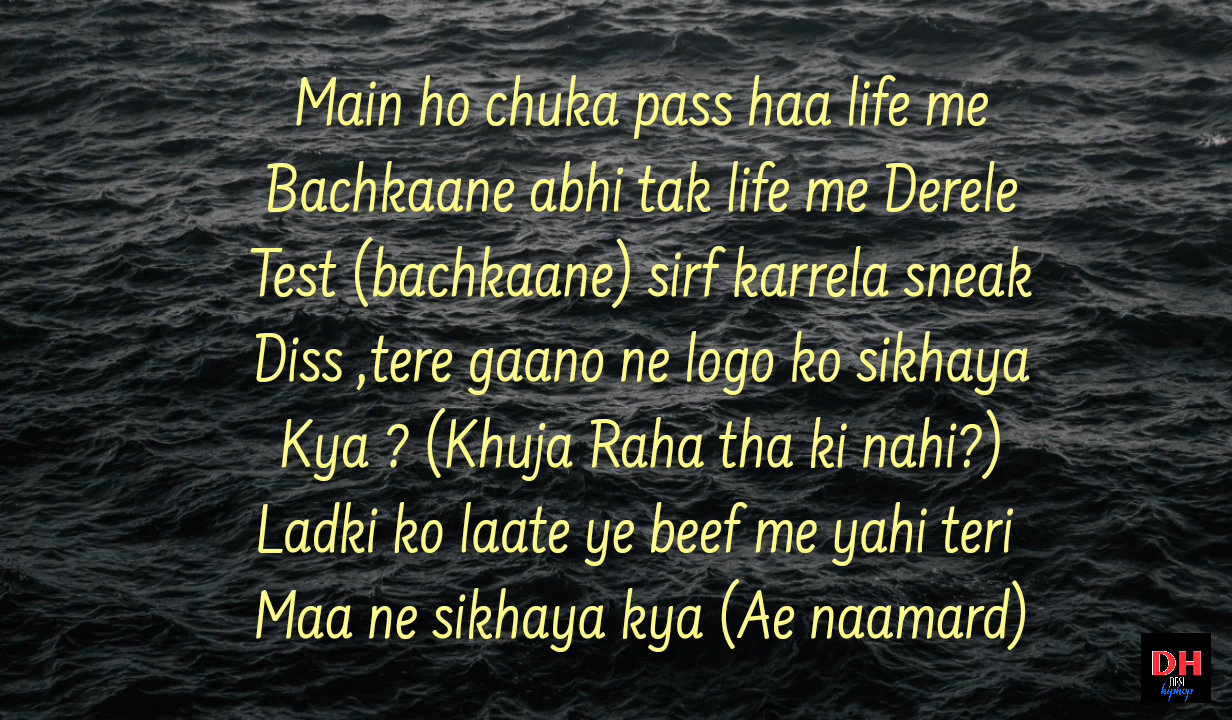 Main ho chuka pass haa life me
Bachkaane abhi tak life me Derele
Test (bachkaane) sirf karrela sneak
Diss ,tere gaano ne logo ko sikhaya
Kya ? (Khuja Raha tha ki nahi?)
Ladki ko laate ye beef me yahi teri
Maa ne sikhaya kya (Ae naamard)
DH
DESI
hiphop